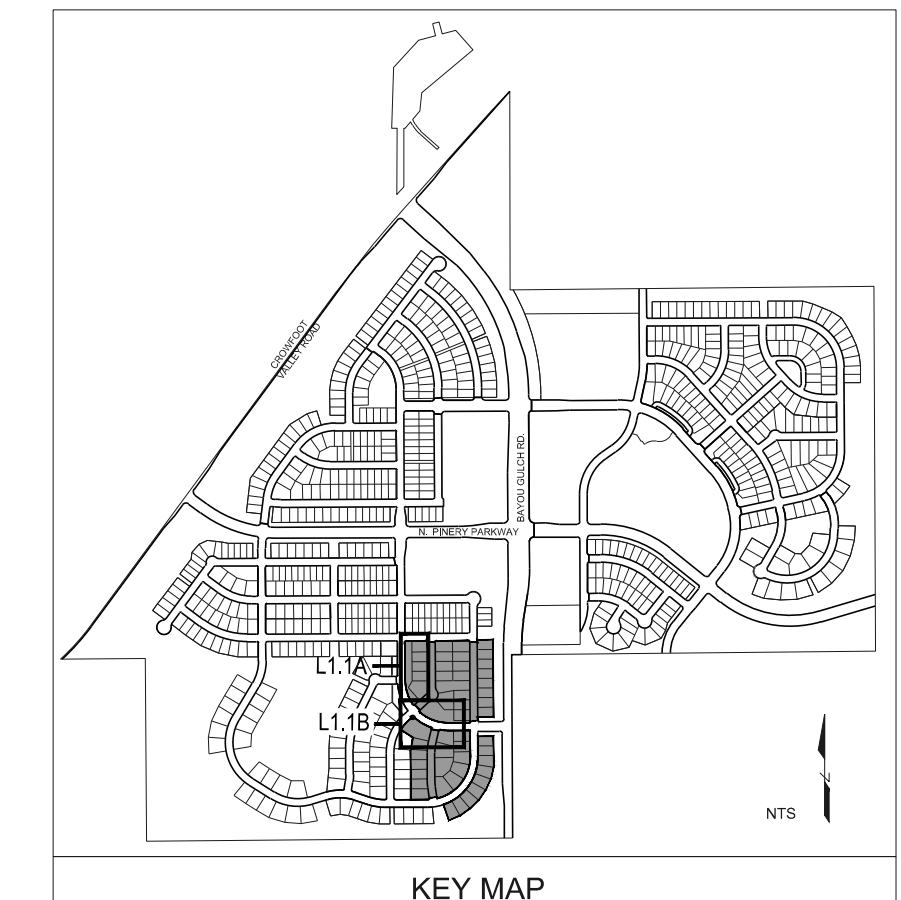 CROWFOOT
VALLEY ROAD
BAYOU GULCH RD.
N. PINERY PARKWAY
L1.1A
L1.1B
NTS
Z
KEY MAP